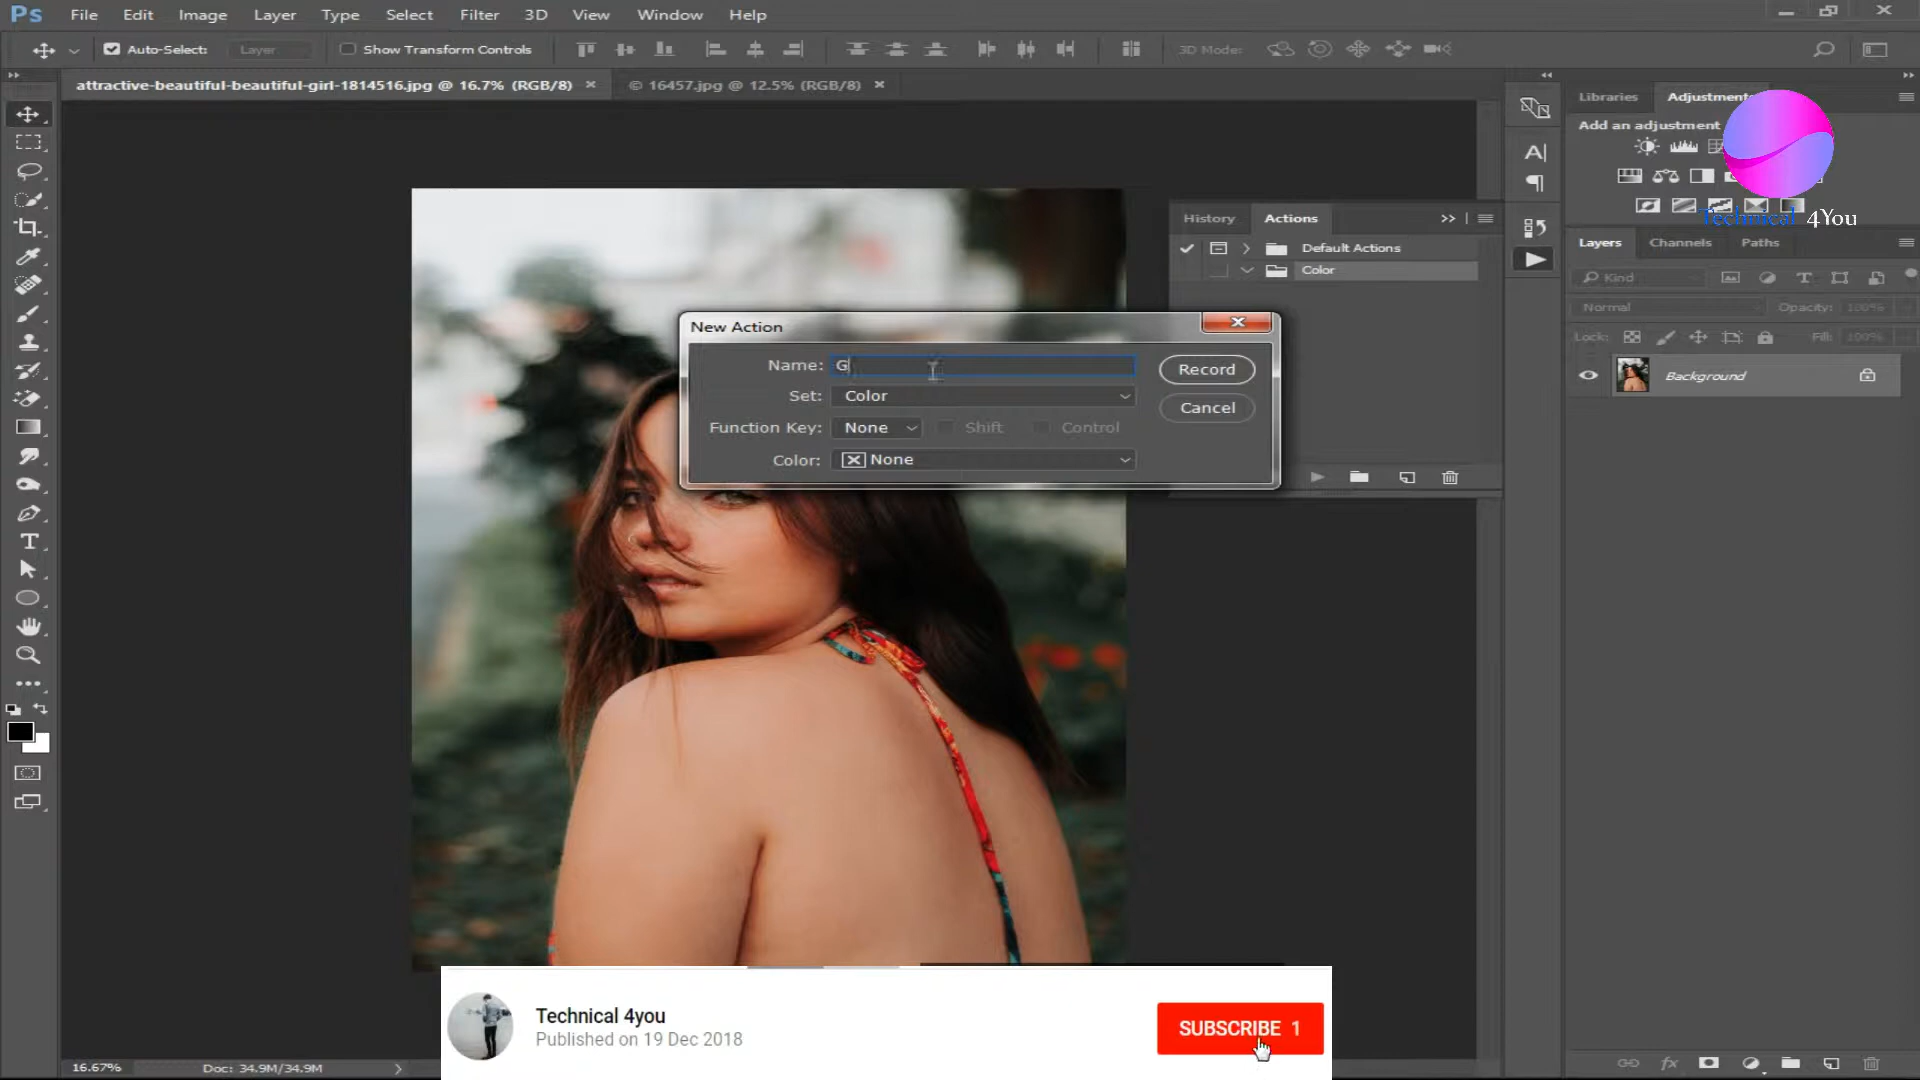 Ps File Edit Image Layer Type Select Filter 3D View Window Help
Auto-Select: Layer Show Transform Controls 3D Mode:
attractive-beautiful-beautiful-girl-1814516.jpg @ 16.7% (RGB/8) × © 16457.jpg @ 12.5% (RGB/8) ×
Libraries Adjustments
Add an adjustment
Technical 4You
History Actions
Default Actions
Color
Layers Channels Paths
Kind
Normal Opacity: 100%
Lock: Fill: 100%
Background
New Action
Name: G
Set: Color
Function Key: None Shift Control
Color: None
Record
Cancel
Technical 4you
Published on 19 Dec 2018
SUBSCRIBE 1
16.67% Doc: 34.9M/34.9M
fx